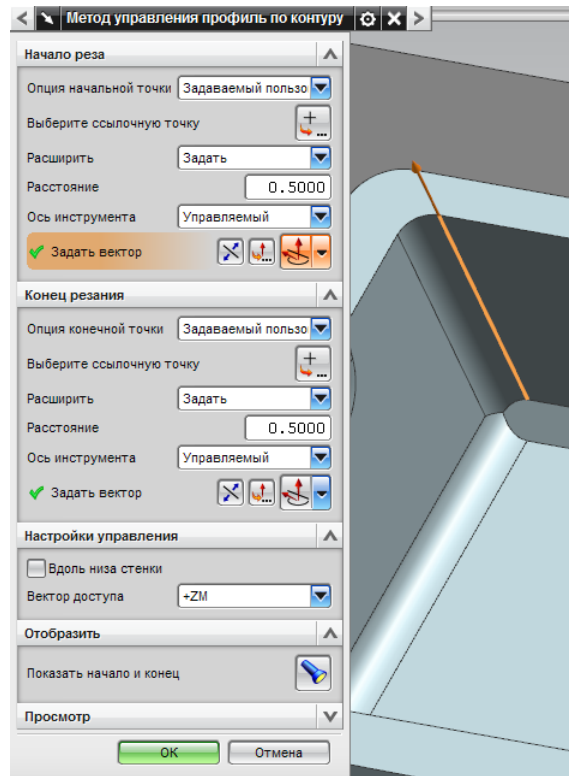 Метод управления профиль по контуру
Начало реза
Опция начальной точки Задаваемый пользо
Выберите ссылочную точку
Расширить Задать
Расстояние 0.5000
Ось инструмента Управляемый
Задать вектор
Конец резания
Опция конечной точки Задаваемый пользо
Выберите ссылочную точку
Расширить Задать
Расстояние 0.5000
Ось инструмента Управляемый
Задать вектор
Настройки управления
Вдоль низа стенки
Вектор доступа +ZM
Отобразить
Показать начало и конец
Просмотр
OK Отмена